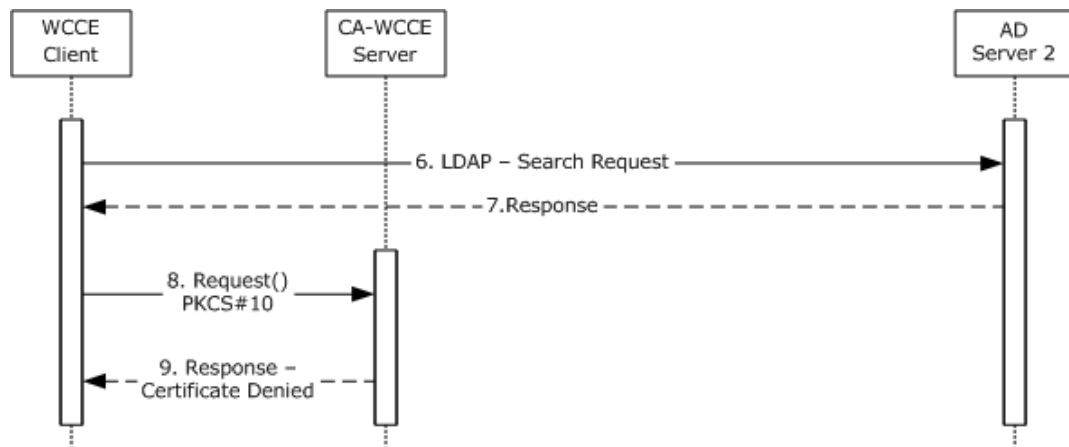 WCCE
Client
CA-WCCE
Server
AD
Server 2
6. LDAP – Search Request
7.Response
8. Request()
PKCS#10
9. Response –
Certificate Denied